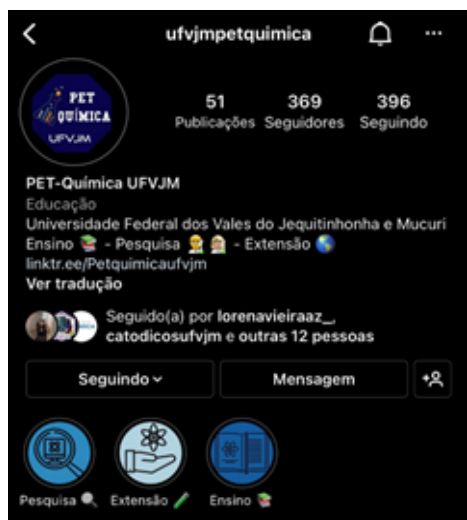 ufvjmpetquimica
PET
QUÍMICA
UFVJM
51 369 396
Publicações Seguidores Seguindo
PET-Química UFVJM
Educação
Universidade Federal dos Vales do Jequitinhonha e Mucuri
Ensino 📚 - Pesquisa 👨‍🔬 👩‍🔬 - Extensão 🌎
linktr.ee/Petquimicaufvjm
Ver tradução
Seguido(a) por lorenavieiraaz_,
catodicosufvjm e outras 12 pessoas
Seguindo Mensagem
Pesquisa 🔍 Extensão 🧪 Ensino 📚